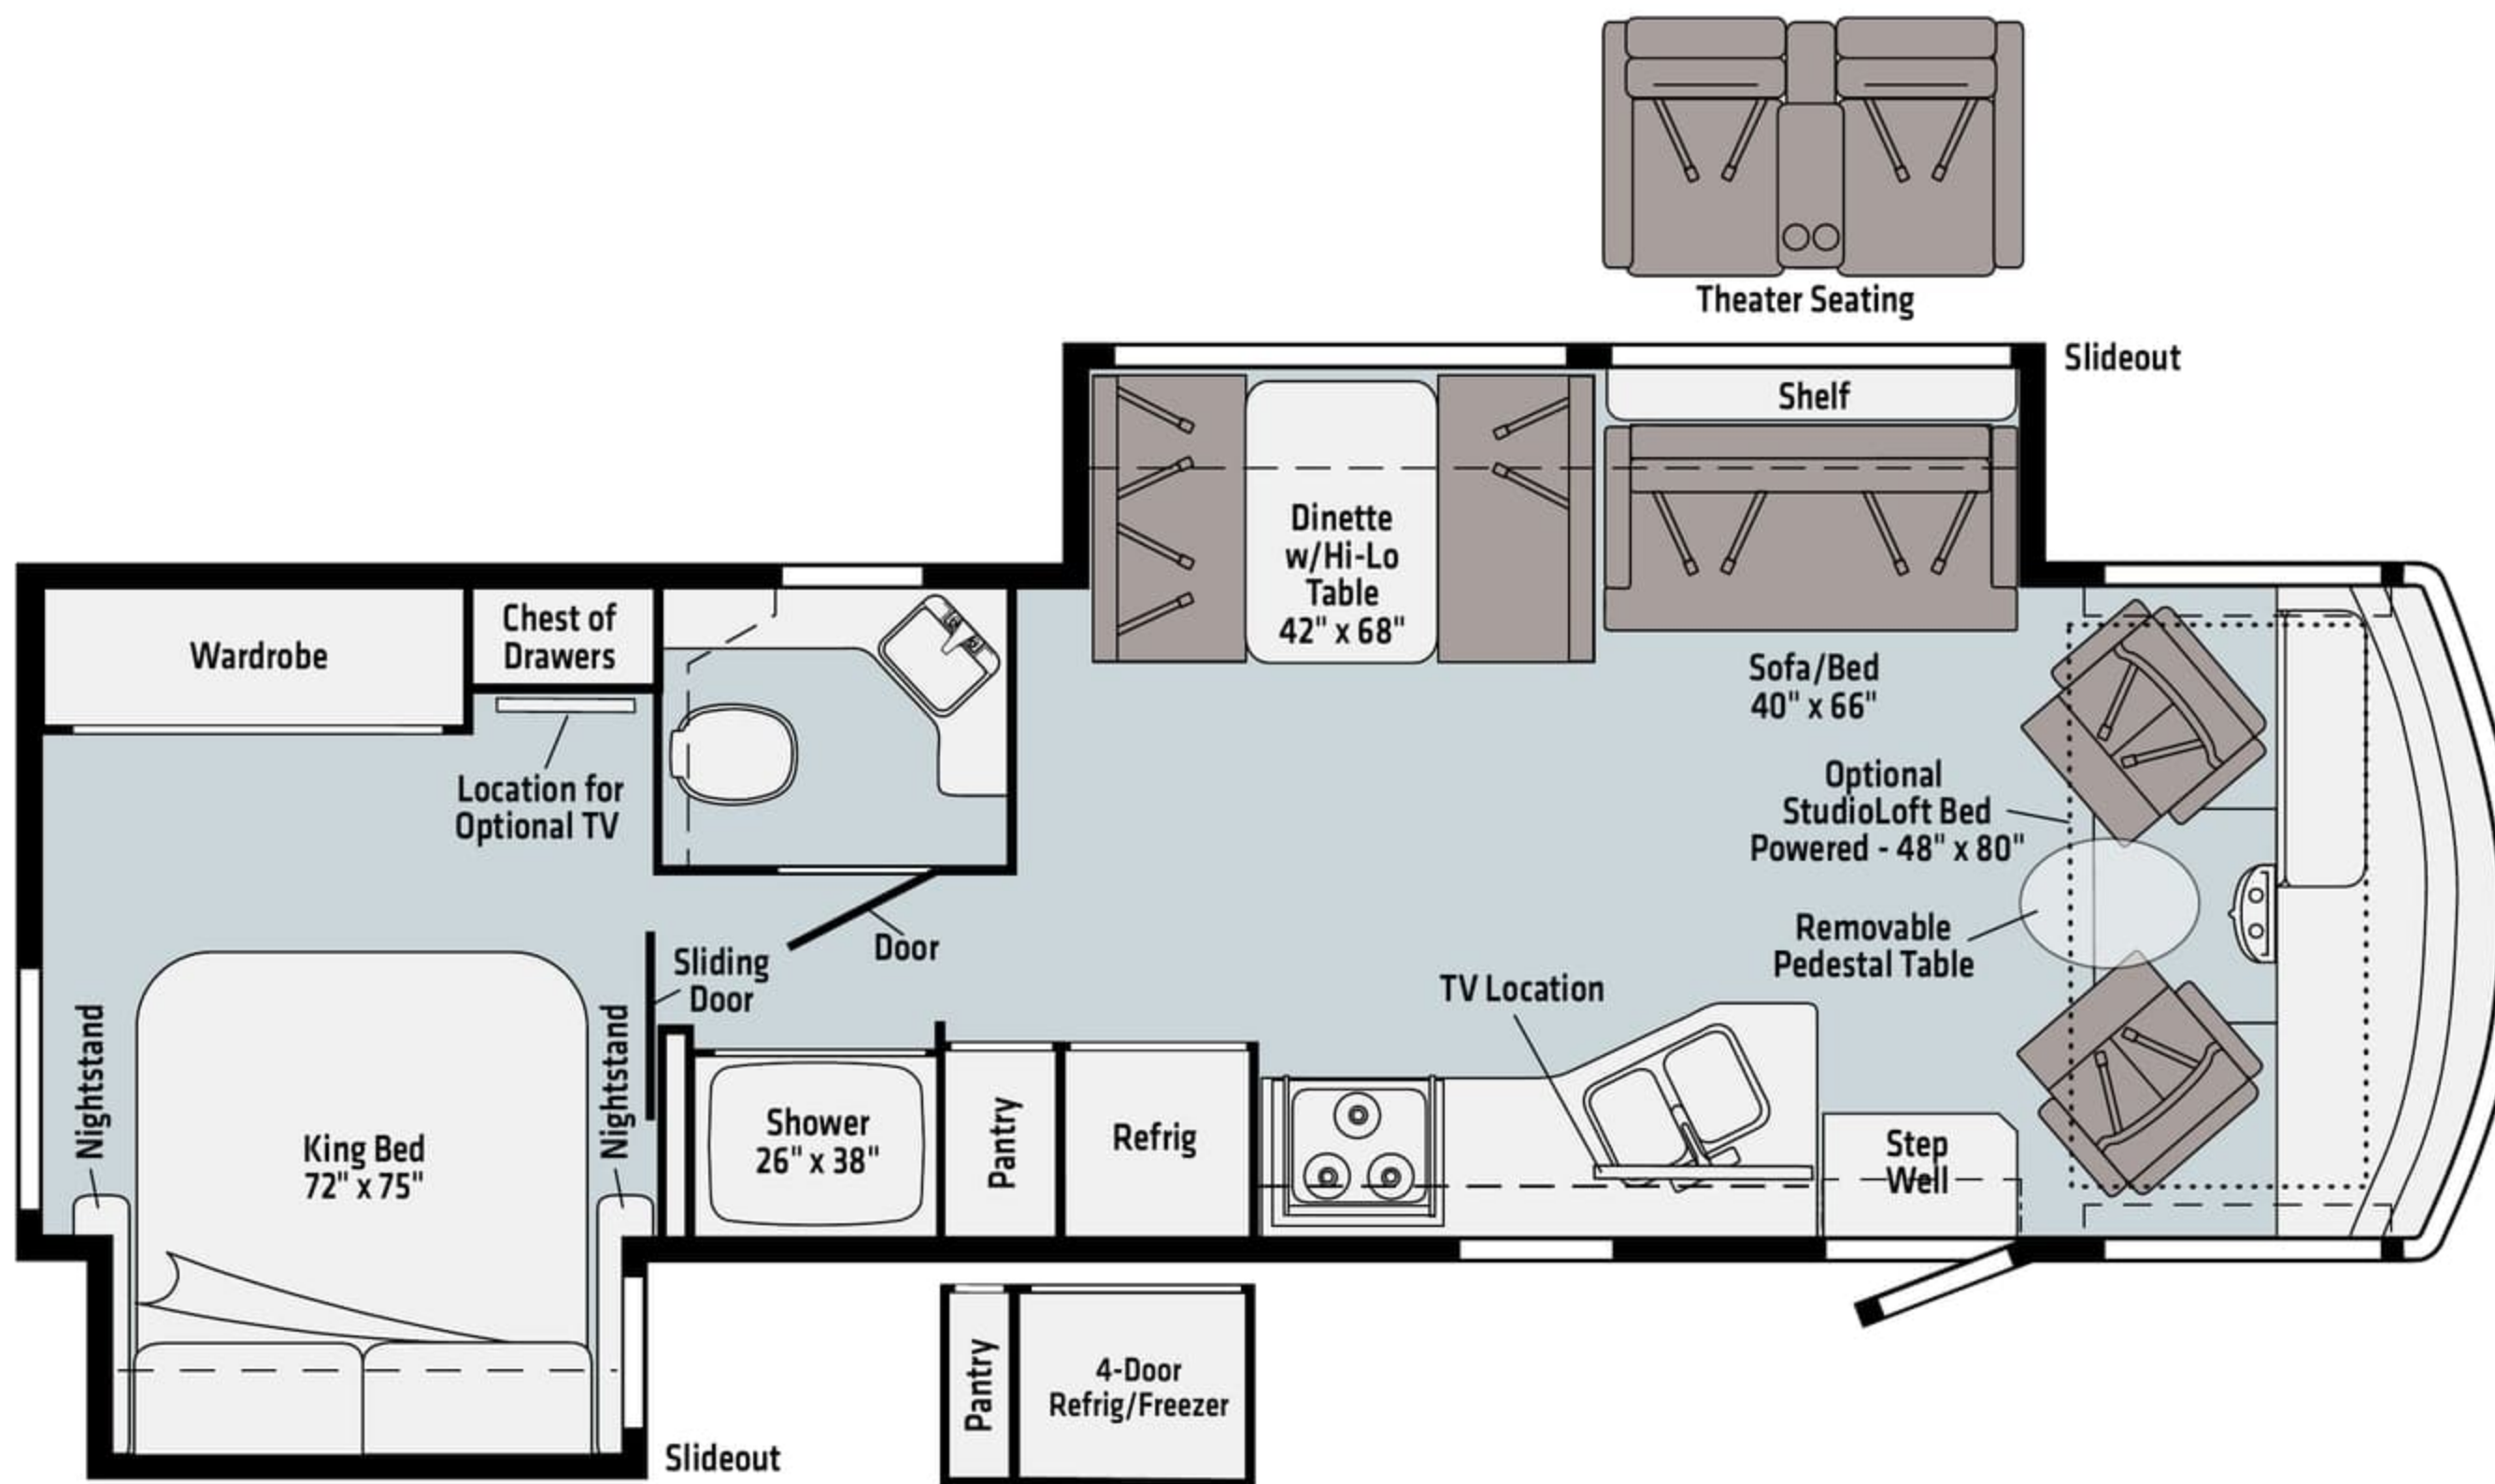 Theater Seating
Slideout
Shelf
Dinette
w/Hi-Lo
Table
42" x 68"
Wardrobe
Chest of
Drawers
Sofa/Bed
40" x 66"
Location for
Optional TV
Optional
StudioLoft Bed
Powered - 48" x 80"
Door
Sliding
Door
Removable
Pedestal Table
TV Location
Nightstand
Nightstand
King Bed
72" x 75"
Shower
26" x 38"
Pantry
Refrig
Step
Well
Pantry
4-Door
Refrig/Freezer
Slideout